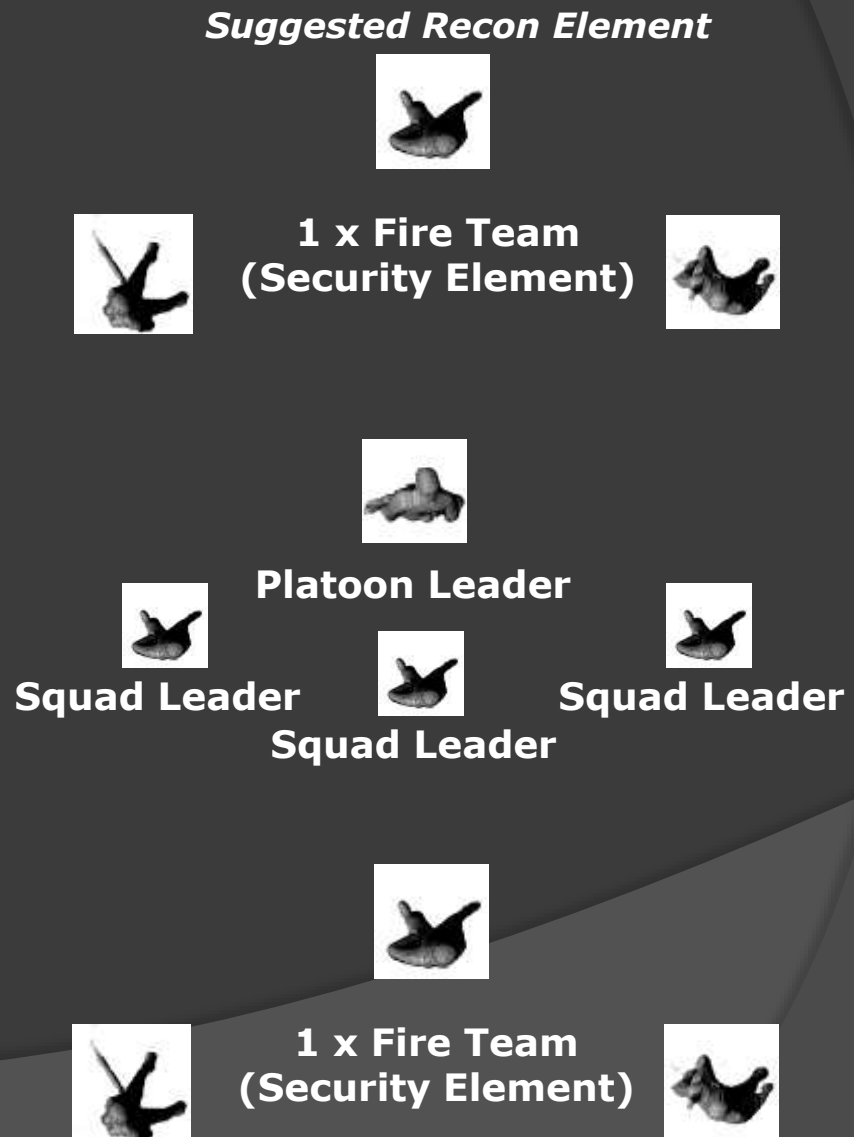 Suggested Recon Element
1 x Fire Team
(Security Element)
Platoon Leader
Squad Leader
Squad Leader
Squad Leader
1 x Fire Team
(Security Element)